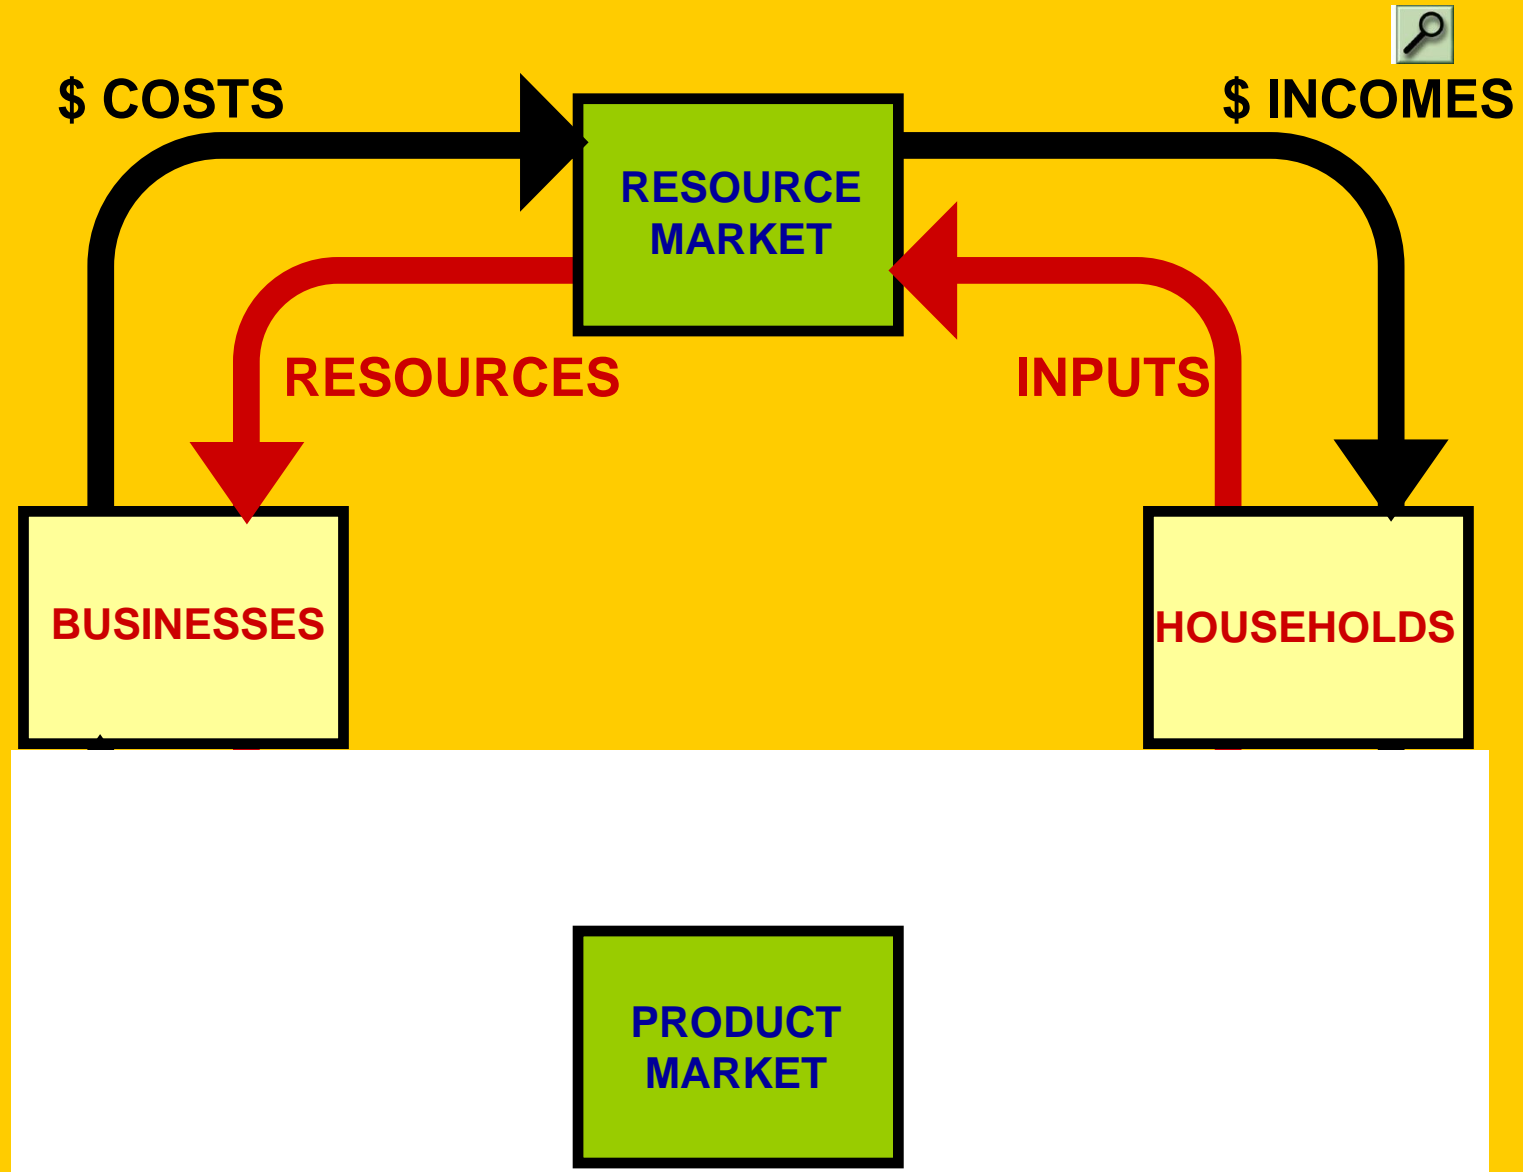 $ COSTS
$ INCOMES
RESOURCE
MARKET
RESOURCES
INPUTS
BUSINESSES
HOUSEHOLDS
PRODUCT
MARKET